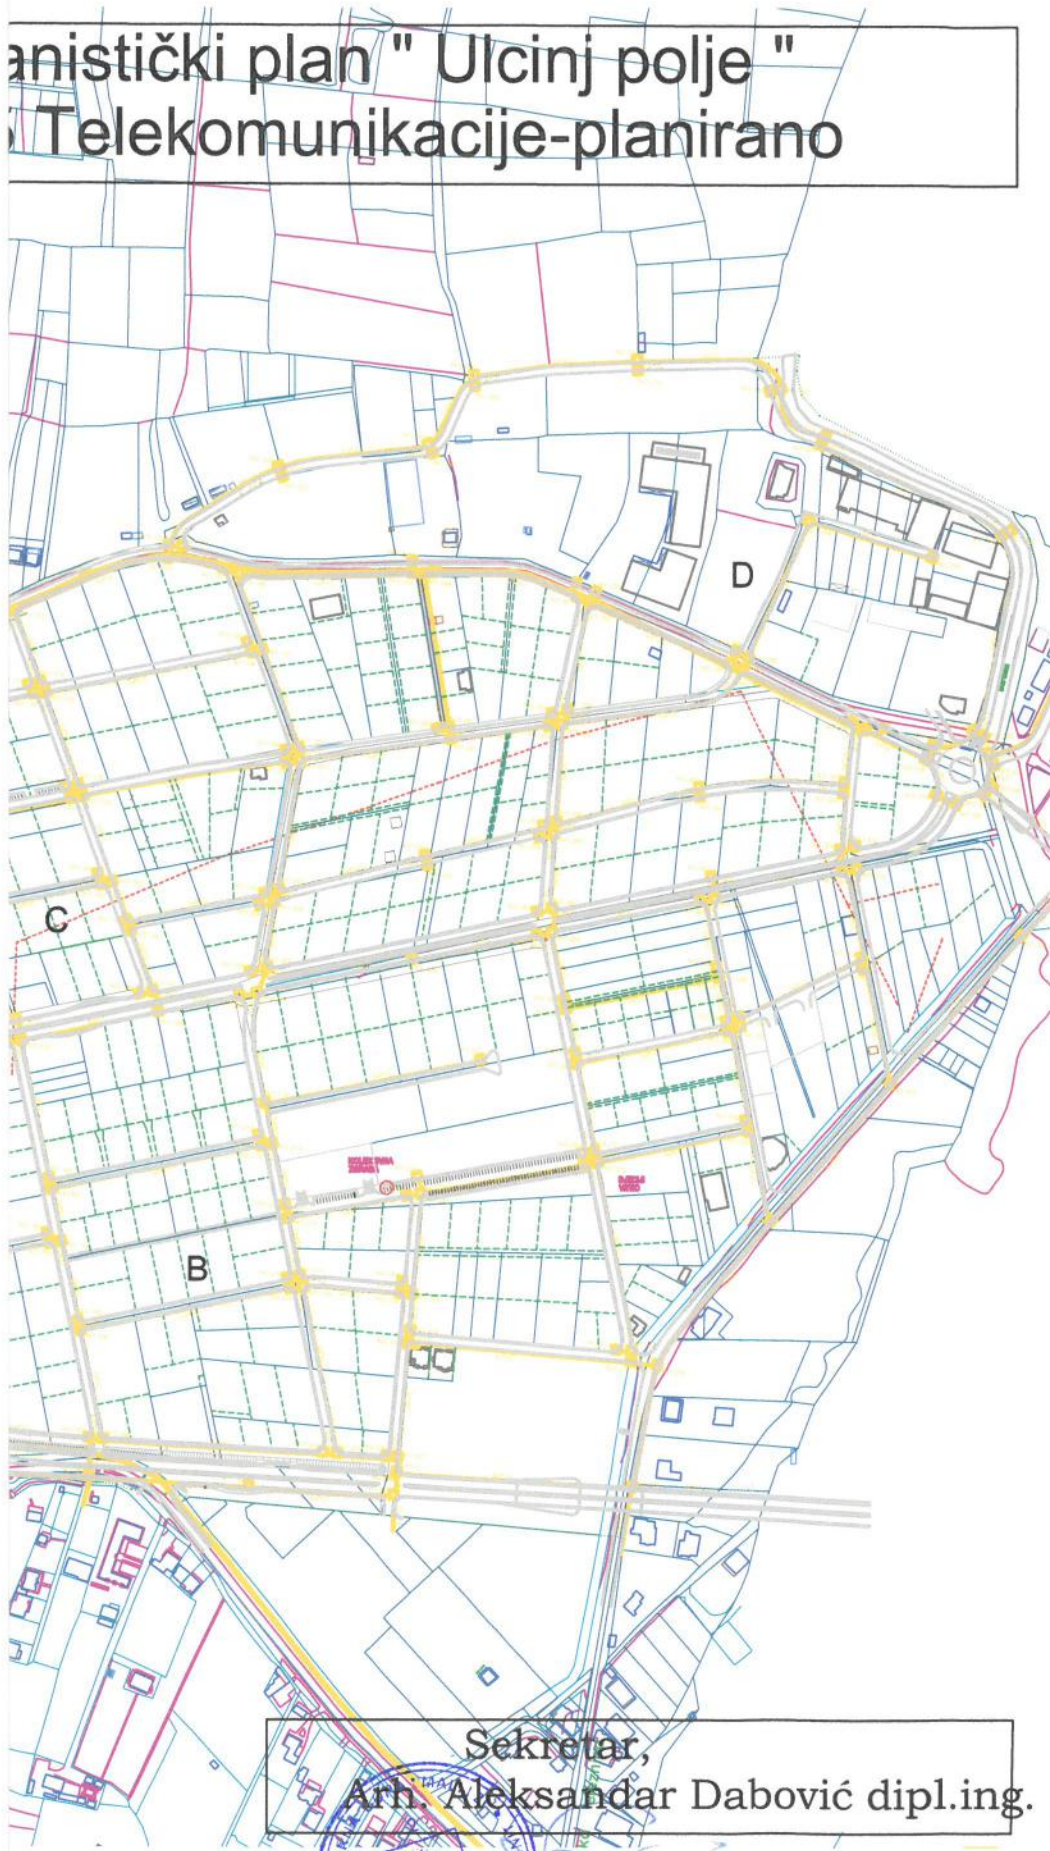 anistički plan " Ulcinj polje "
Telekomunikacije-planirano
D
C
B
Sekretar,
Arh. Aleksandar Dabović dipl.ing.